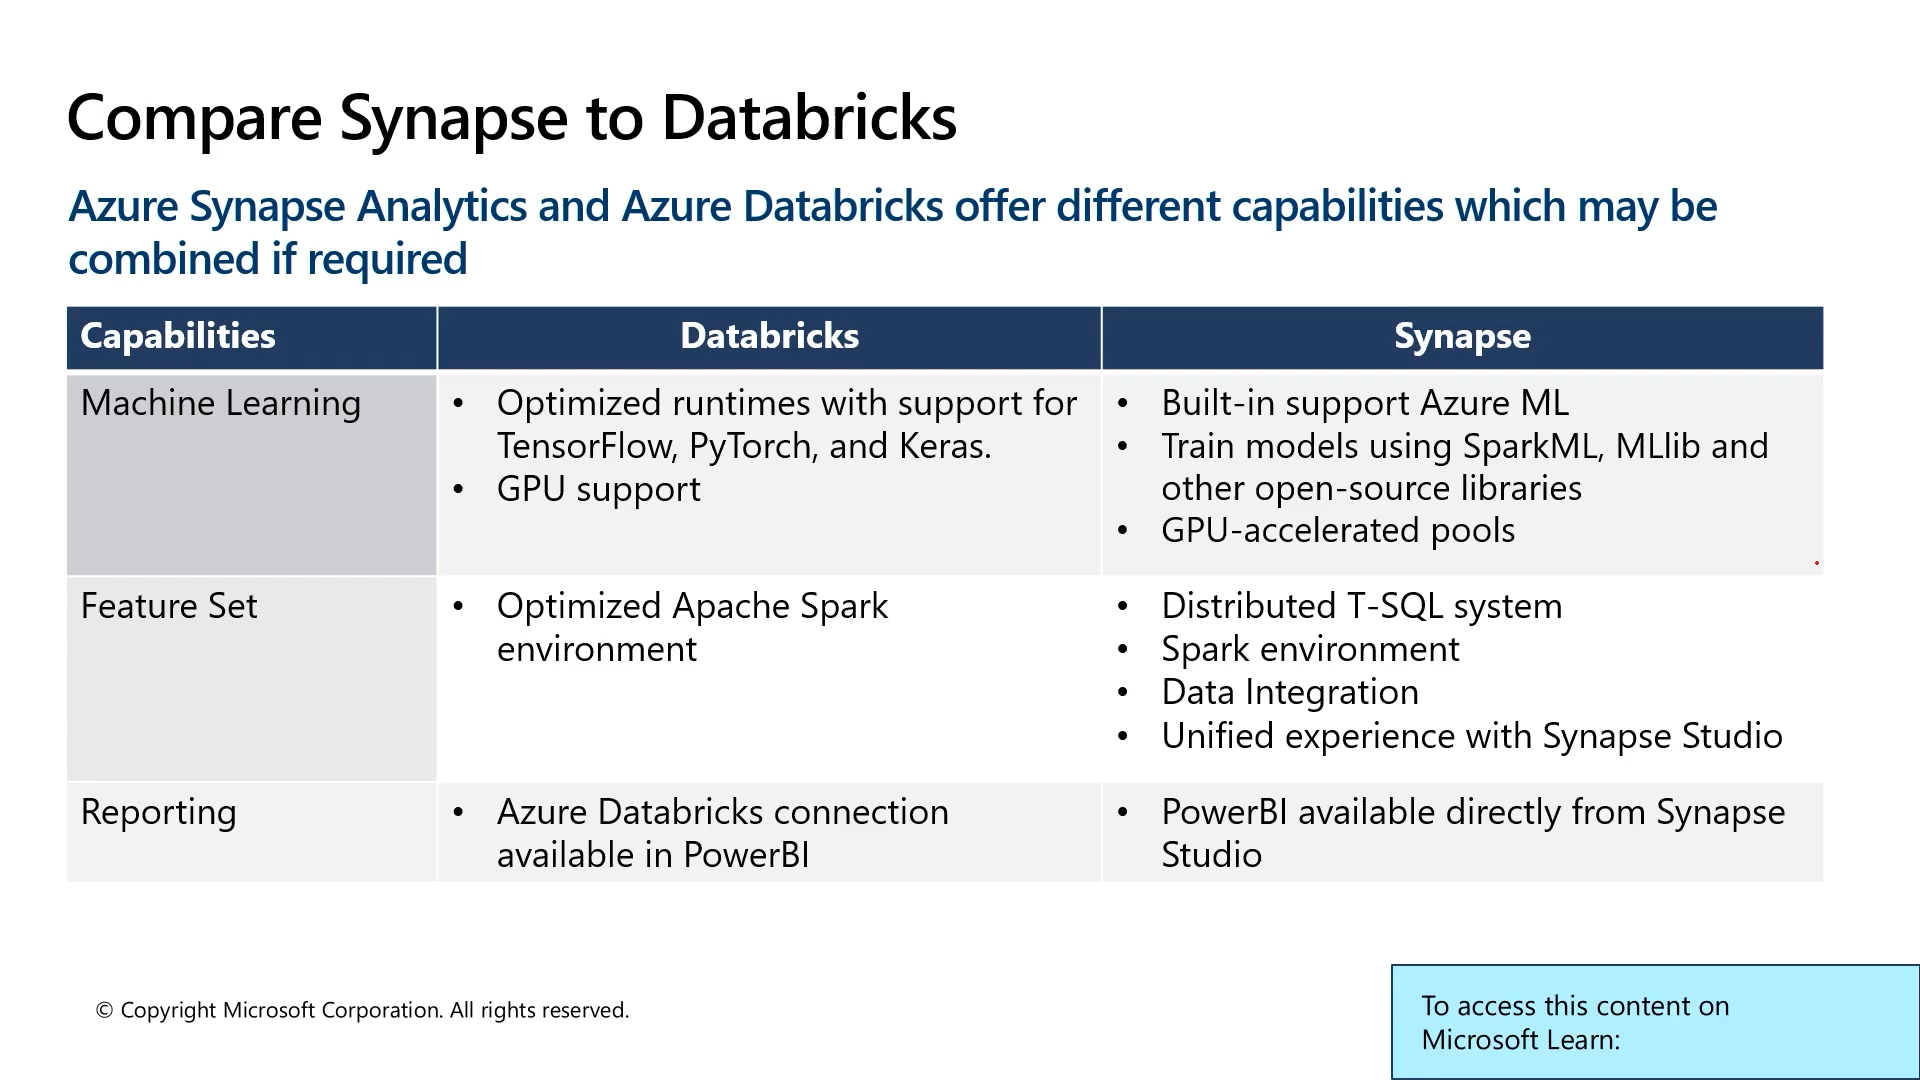 Compare Synapse to Databricks
Azure Synapse Analytics and Azure Databricks offer different capabilities which may be
combined if required
Capabilities
Databricks
Synapse
Machine Learning
• Optimized runtimes with support for
TensorFlow, PyTorch, and Keras.
• GPU support
• Built-in support Azure ML
• Train models using SparkML, MLlib and
other open-source libraries
• GPU-accelerated pools
Feature Set
• Optimized Apache Spark
environment
• Distributed T-SQL system
• Spark environment
• Data Integration
• Unified experience with Synapse Studio
Reporting
• Azure Databricks connection
available in PowerBI
• PowerBI available directly from Synapse
Studio
© Copyright Microsoft Corporation. All rights reserved.
To access this content on
Microsoft Learn: